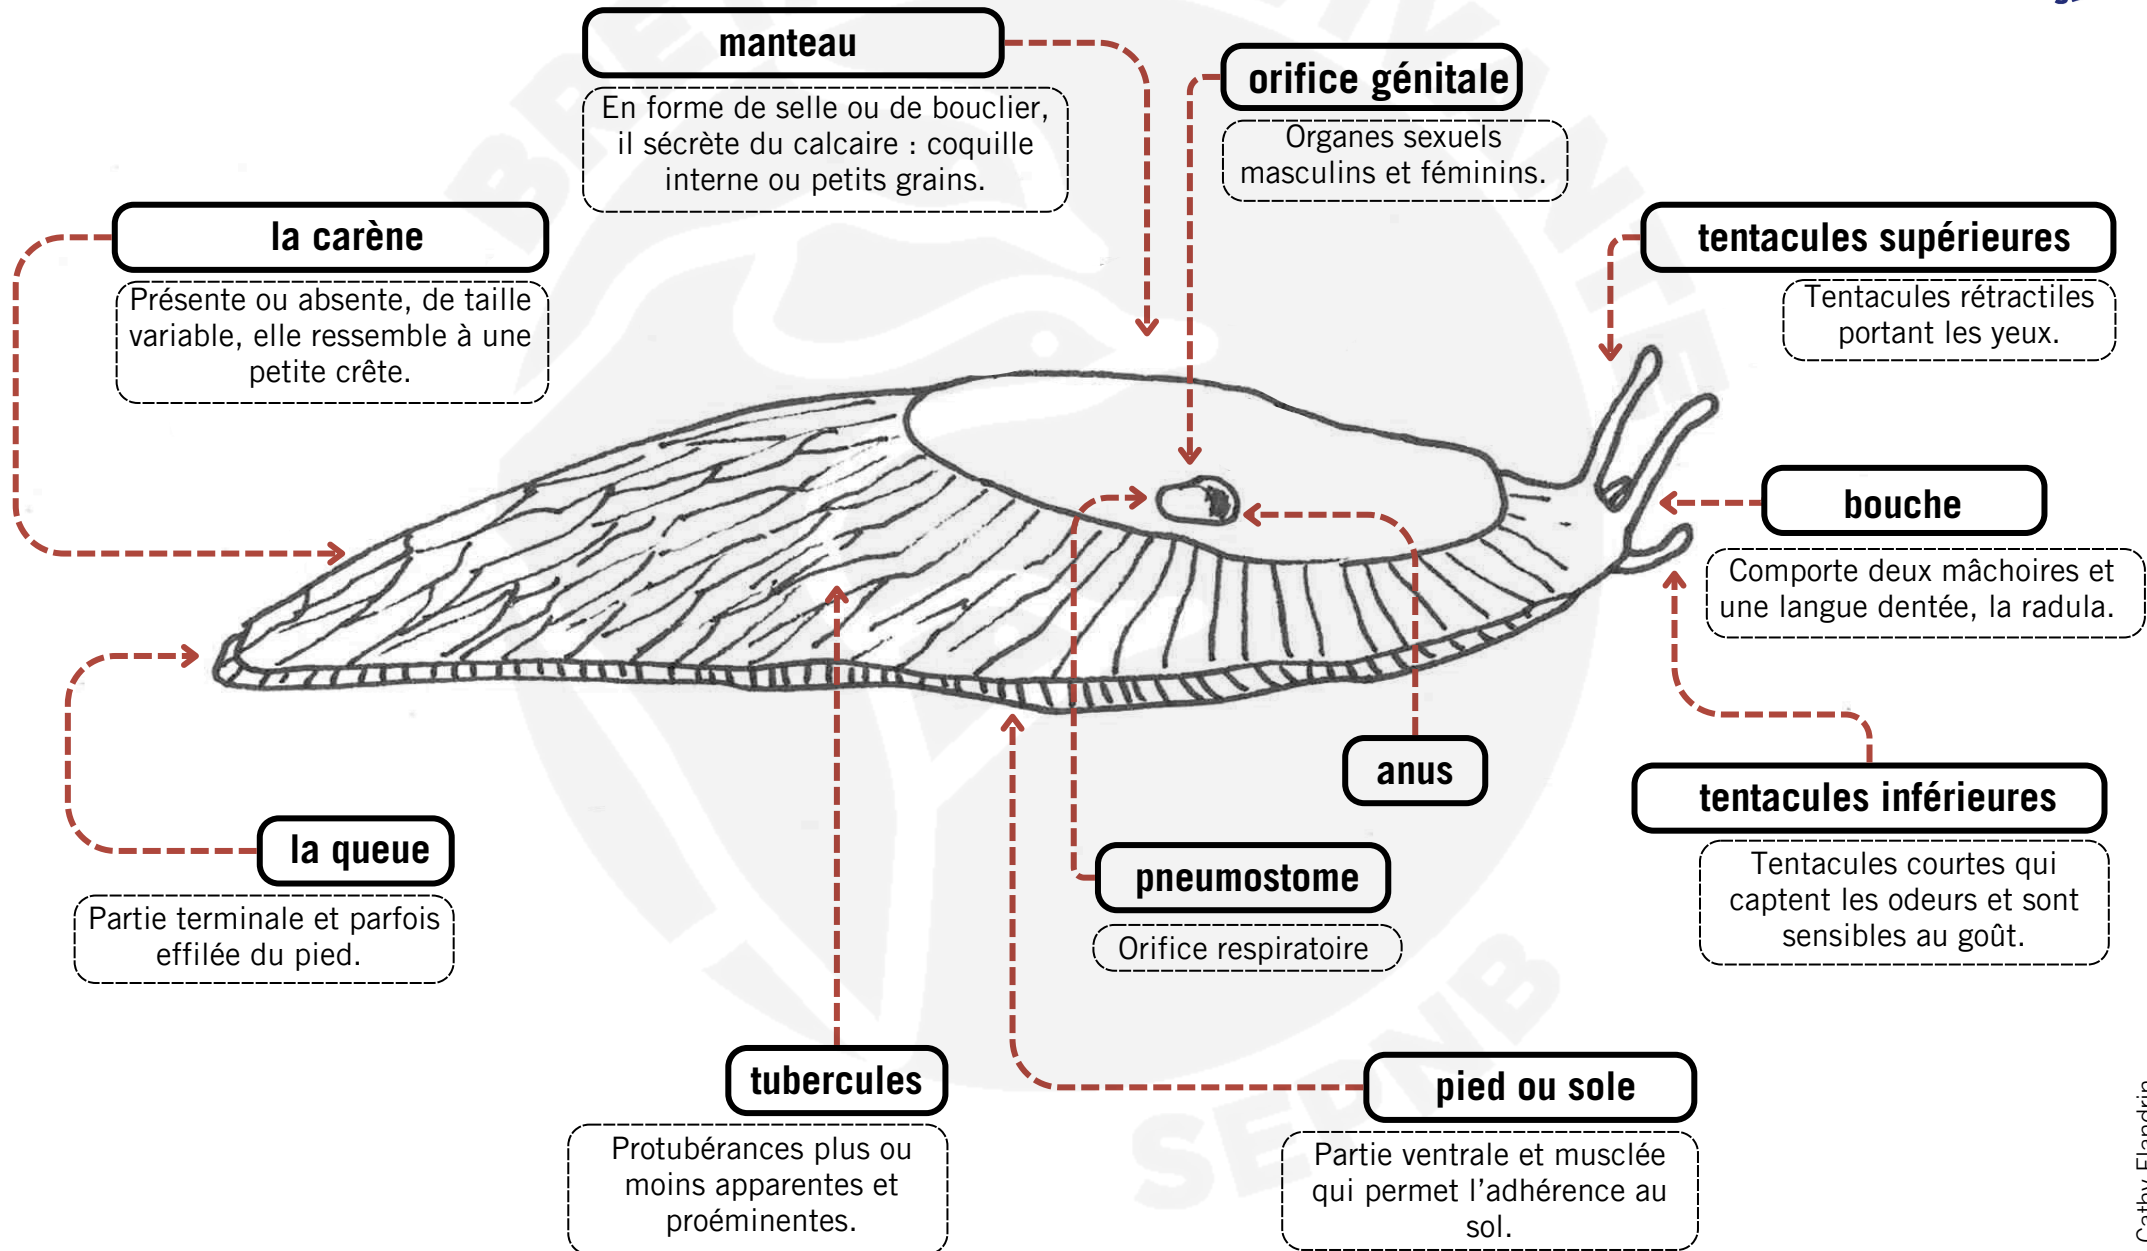 manteau
En forme de selle ou de bouclier,
il sécrète du calcaire : coquille
interne ou petits grains.
orifice génitale
Organes sexuels
masculins et féminins.
la carène
Présente ou absente, de taille
variable, elle ressemble à une
petite crête.
tentacules supérieures
Tentacules rétractiles
portant les yeux.
bouche
Comporte deux mâchoires et
une langue dentée, la radula.
anus
tentacules inférieures
Tentacules courtes qui
captent les odeurs et sont
sensibles au goût.
la queue
Partie terminale et parfois
effilée du pied.
pneumostome
Orifice respiratoire
tubercules
Protubérances plus ou
moins apparentes et
proéminentes.
pied ou sole
Partie ventrale et musclée
qui permet l'adhérence au
sol.
SEPNB